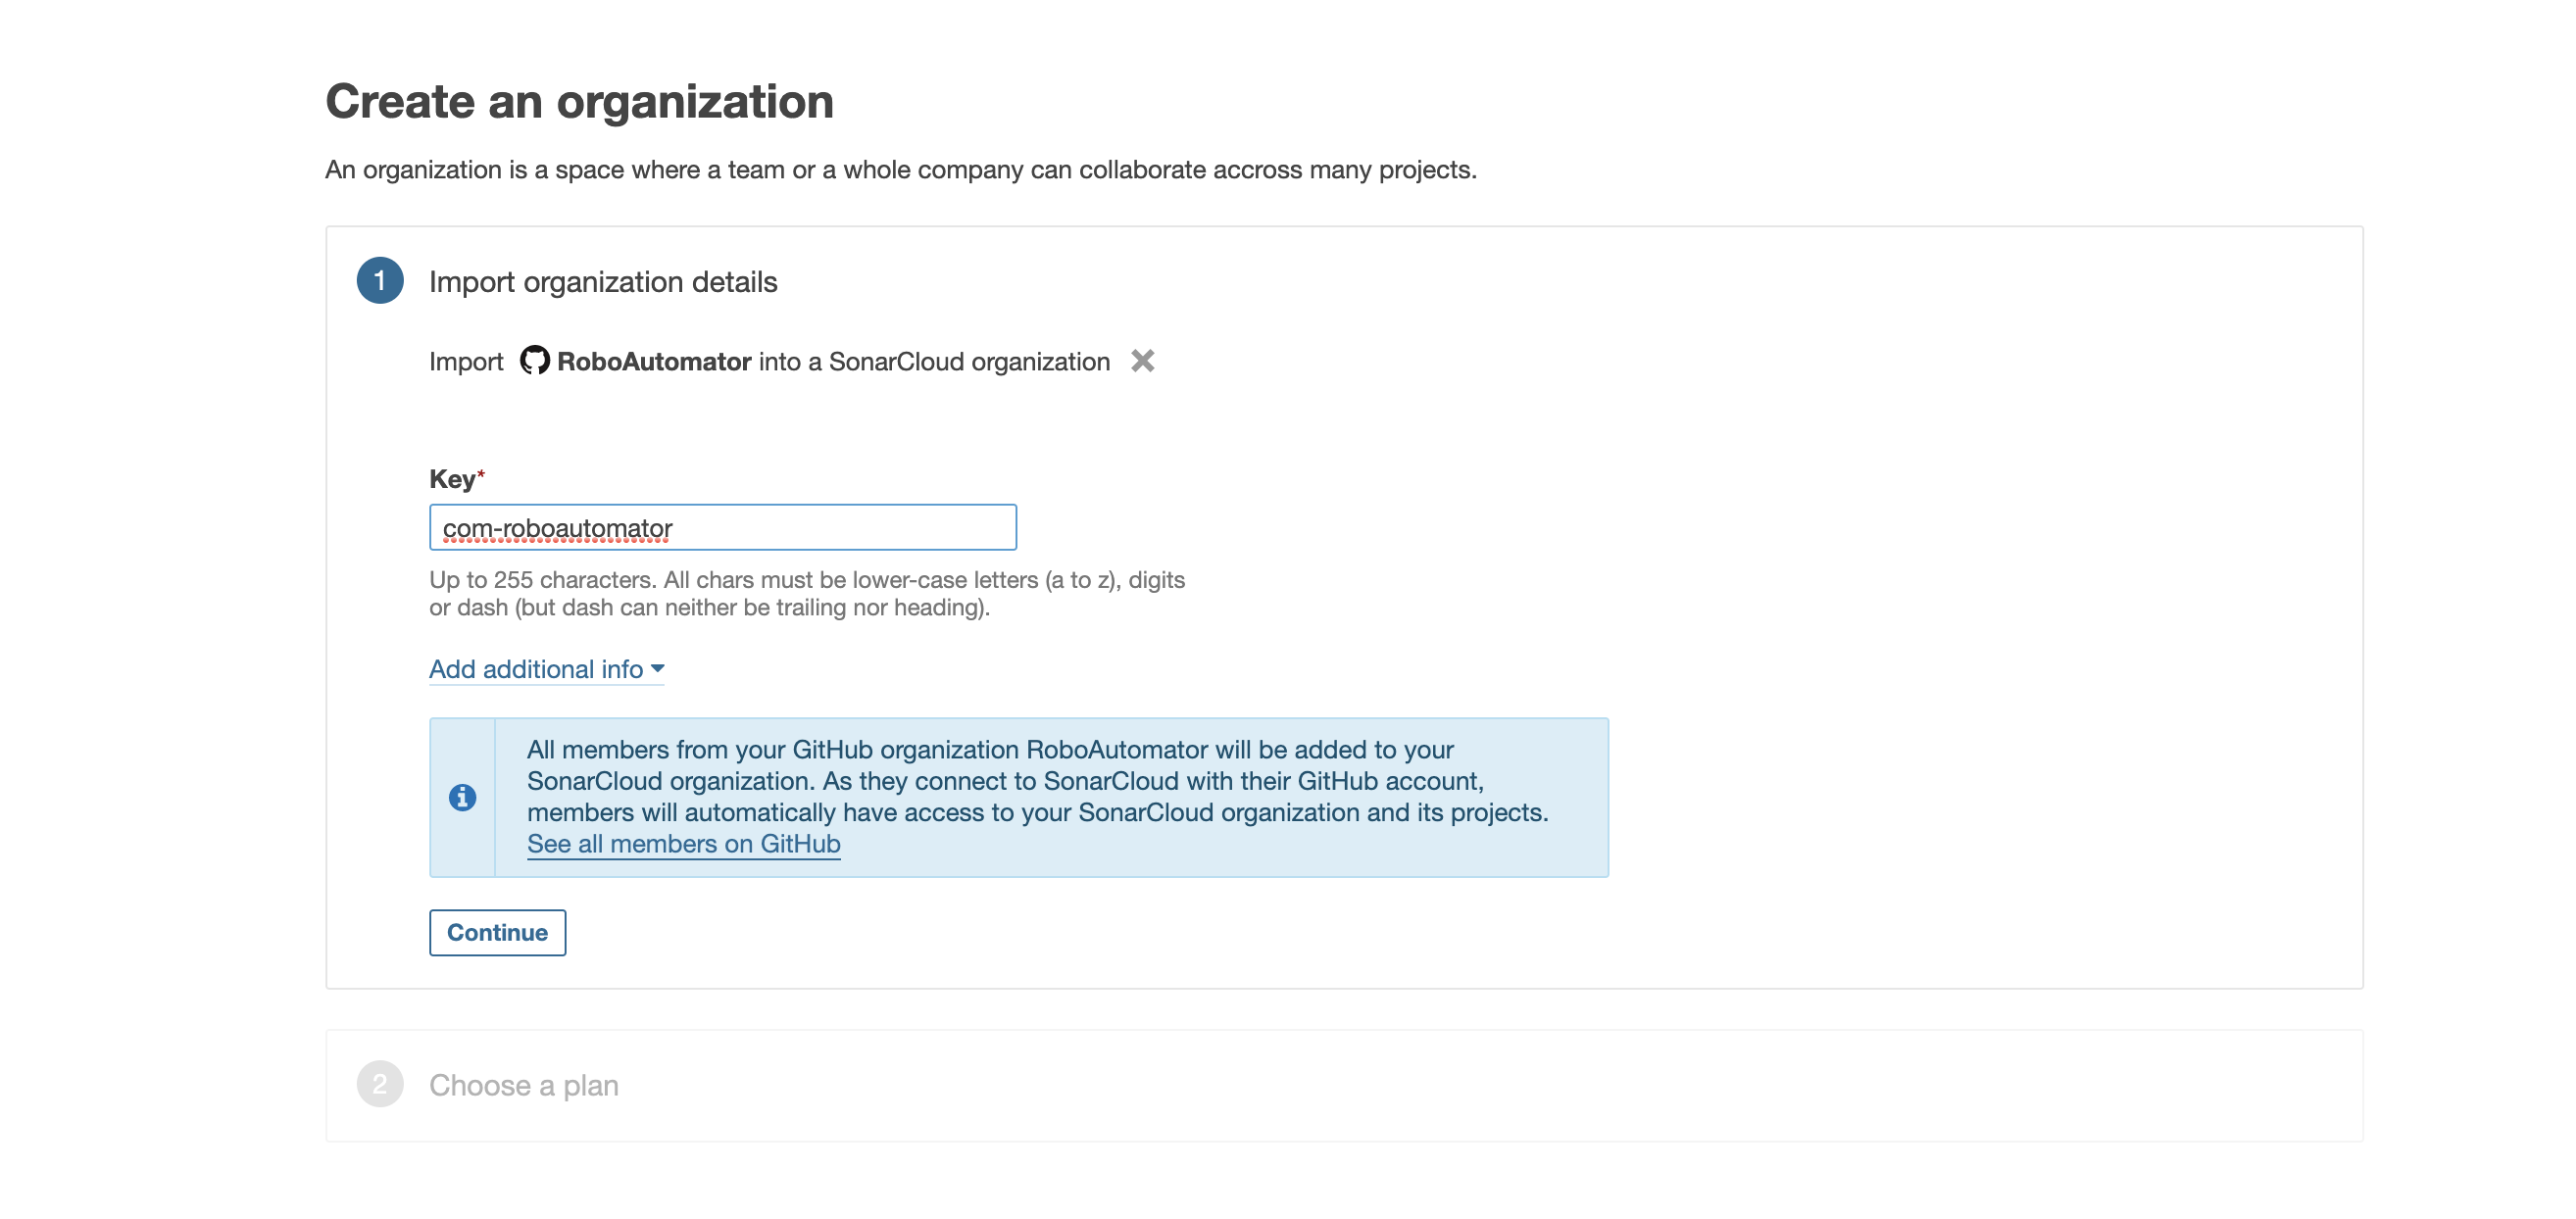 Create an organization
An organization is a space where a team or a whole company can collaborate accross many projects.
1 Import organization details
Import RoboAutomator into a SonarCloud organization
Key*
com-roboautomator
Up to 255 characters. All chars must be lower-case letters (a to z), digits
or dash (but dash can neither be trailing nor heading).
Add additional info
All members from your GitHub organization RoboAutomator will be added to your
SonarCloud organization. As they connect to SonarCloud with their GitHub account,
members will automatically have access to your SonarCloud organization and its projects.
See all members on GitHub
Continue
2 Choose a plan